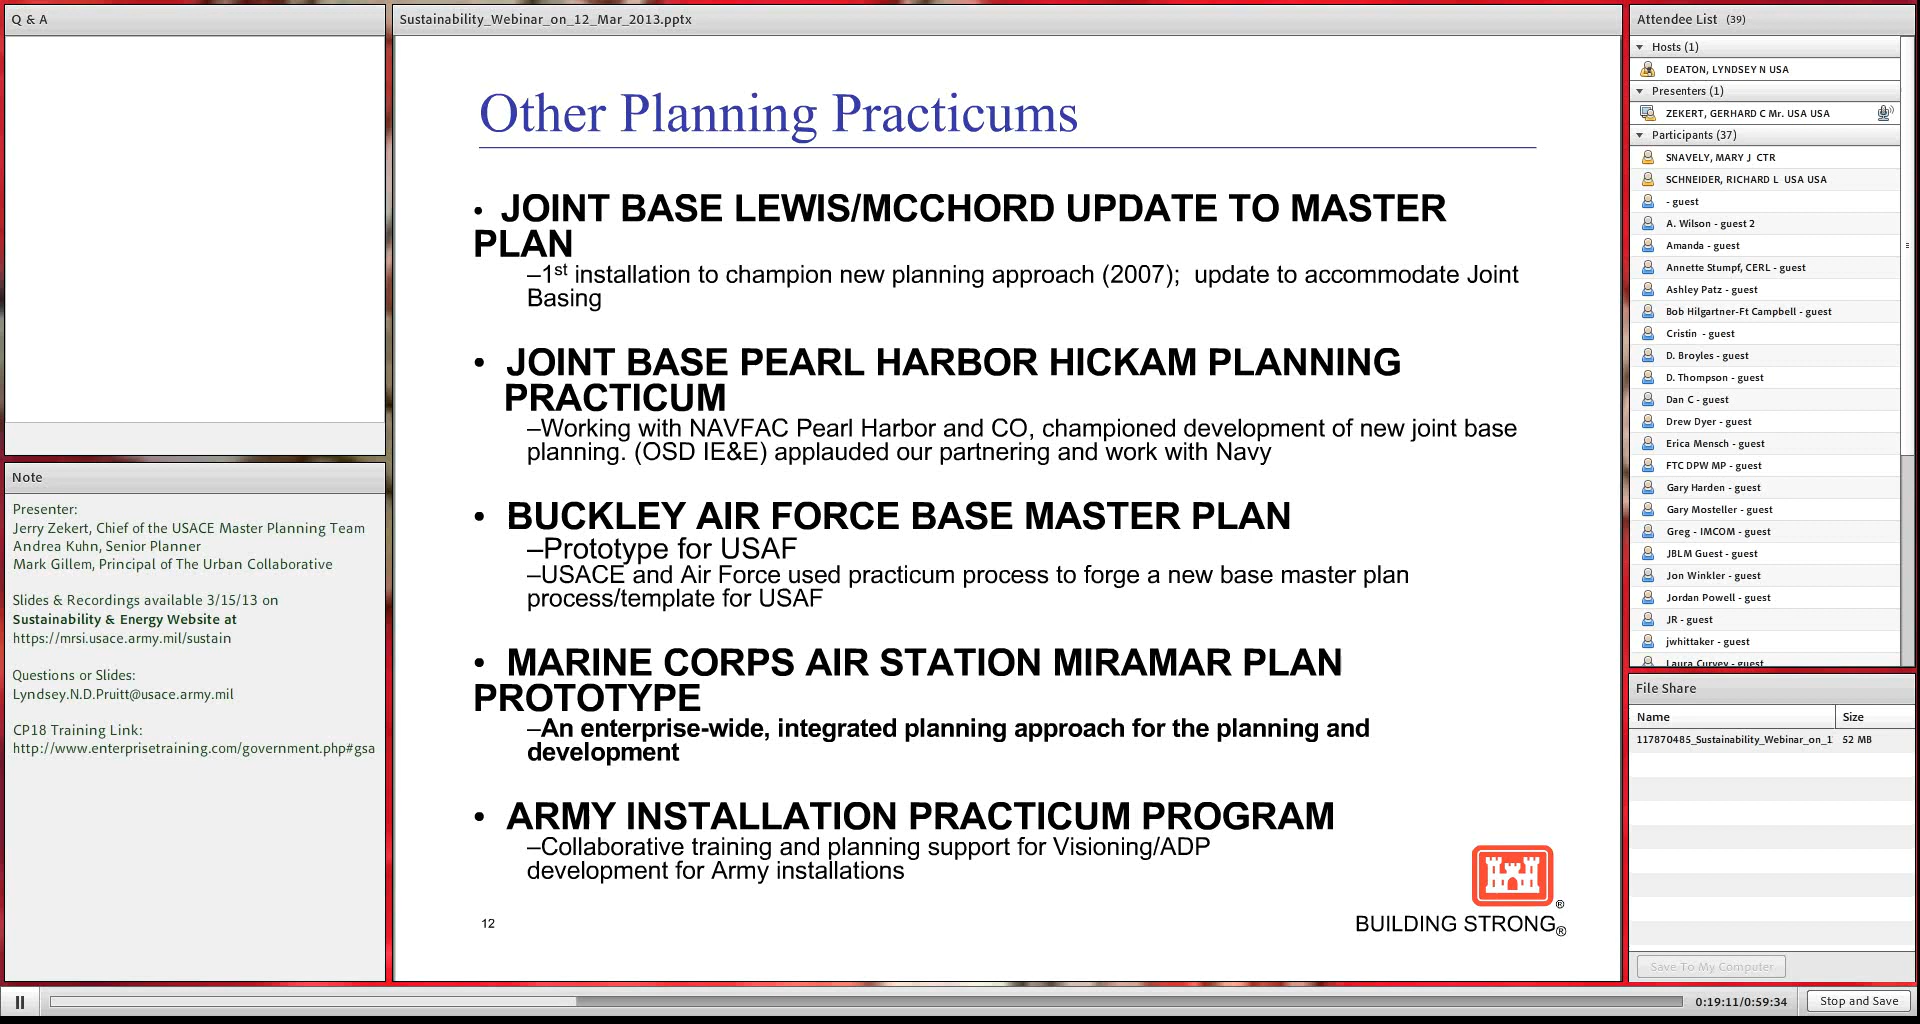 Q & A
Sustainability_Webinar_on_12_Mar_2013.pptx
Other Planning Practicums
• JOINT BASE LEWIS/MCCHORD UPDATE TO MASTER
PLAN
–1st installation to champion new planning approach (2007); update to accommodate Joint
Basing
• JOINT BASE PEARL HARBOR HICKAM PLANNING
PRACTICUM
–Working with NAVFAC Pearl Harbor and CO, championed development of new joint base
planning. (OSD IE&E) applauded our partnering and work with Navy
• BUCKLEY AIR FORCE BASE MASTER PLAN
–Prototype for USAF
–USACE and Air Force used practicum process to forge a new base master plan
process/template for USAF
• MARINE CORPS AIR STATION MIRAMAR PLAN
PROTOTYPE
–An enterprise-wide, integrated planning approach for the planning and
development
• ARMY INSTALLATION PRACTICUM PROGRAM
–Collaborative training and planning support for Visioning/ADP
development for Army installations
12
®
BUILDING STRONG®
Note
Presenter:
Jerry Zekert, Chief of the USACE Master Planning Team
Andrea Kuhn, Senior Planner
Mark Gillem, Principal of The Urban Collaborative
Slides & Recordings available 3/15/13 on
Sustainability & Energy Website at
https://mrsi.usace.army.mil/sustain
Questions or Slides:
Lyndsey.N.D.Pruitt@usace.army.mil
CP18 Training Link:
http://www.enterprisetraining.com/government.php#gsa
Attendee List (39)
Hosts (1)
DEATON, LYNDSEY N USA
Presenters (1)
ZEKERT, GERHARD C Mr. USA USA
Participants (37)
SNAVELY, MARY J CTR
SCHNEIDER, RICHARD L USA USA
- guest
A. Wilson - guest 2
Amanda - guest
Annette Stumpf, CERL - guest
Ashley Patz - guest
Bob Hilgartner-Ft Campbell - guest
Cristin - guest
D. Broyles - guest
D. Thompson - guest
Dan C - guest
Drew Dyer - guest
Erica Mensch - guest
FTC DPW MP - guest
Gary Harden - guest
Gary Mosteller - guest
Greg - IMCOM - guest
JBLM Guest - guest
Jon Winkler - guest
Jordan Powell - guest
JR - guest
jwhittaker - guest
Laura Curvey - guest
File Share
Name Size
117870485_Sustainability_Webinar_on_1 52 MB
Save To My Computer
0:19:11/0:59:34
Stop and Save